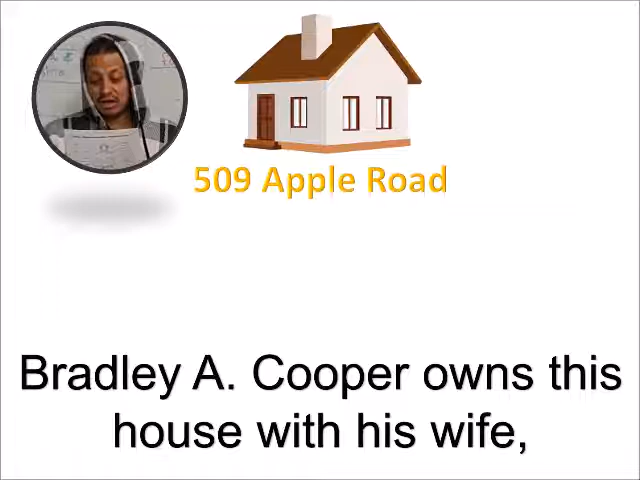 509 Apple Road
Bradley A. Cooper owns this
house with his wife,